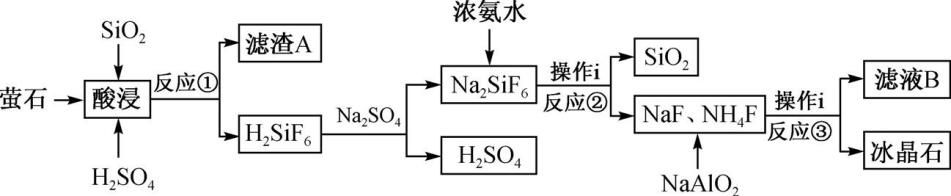 SiO₂
萤石
酸浸
H₂SO₄
反应①
滤渣A
H₂SiF₆
Na₂SO₄
浓氨水
Na₂SiF₆
H₂SO₄
操作i
反应②
SiO₂
NaF、NH₄F
NaAlO₂
操作i
反应③
滤液B
冰晶石